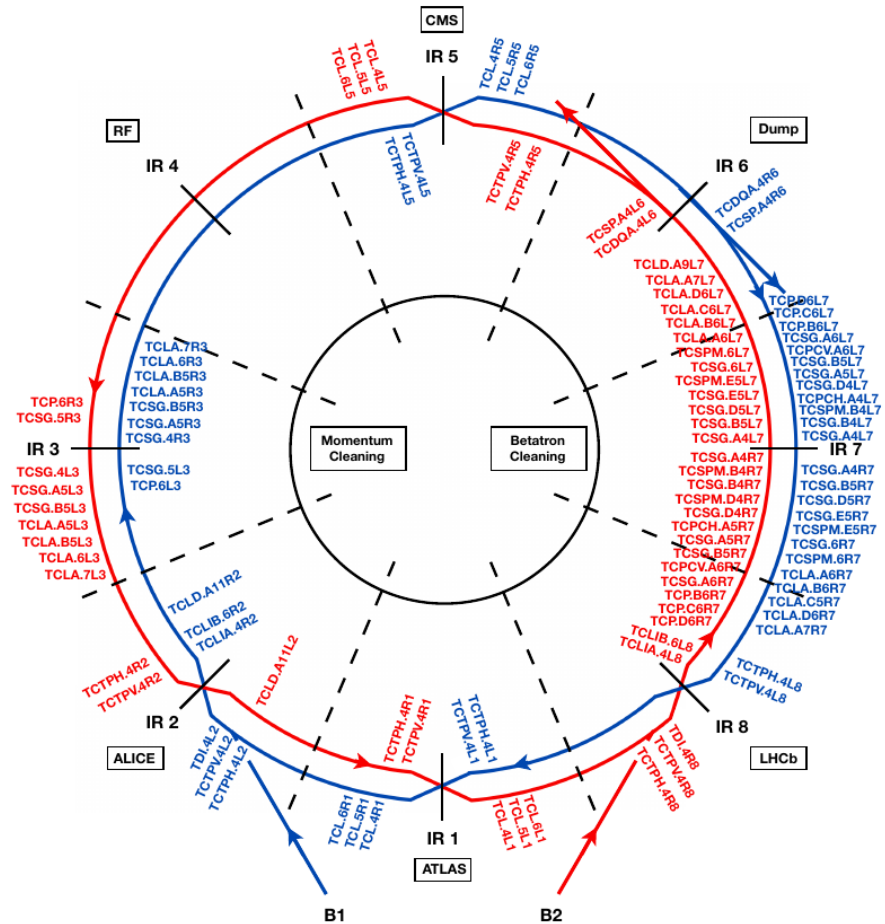 CMS
IR 5
TCL.4L5
TCL.5L5
TCL.6L5
TCL.4R5
TCL.5R5
TCL.6R5
RF
IR 4
Dump
IR 6
TCTPV.4L5
TCTPH.4L5
TCTPV.4R5
TCTPH.4R5
TCSP.A4L6
TCDQA.4L6
TCDQA.4R6
TCSP.A4R6
TCLD.A9L7
TCLA.A7L7
TCLA.D6L7
TCLA.C6L7
TCLA.B6L7
TCLA.A6L7
TCSPM.6L7
TCSG.6L7
TCSPM.E5L7
TCSG.E5L7
TCSG.D5L7
TCSG.B5L7
TCSG.A4L7
TCP.D6L7
TCP.C6L7
TCP.B6L7
TCSG.A6L7
TCPCV.A6L7
TCSG.B5L7
TCSG.A5L7
TCSG.D4L7
TCPCH.A4L7
TCSPM.B4L7
TCSG.B4L7
TCSG.A4L7
TCLA.7R3
TCLA.6R3
TCLA.B5R3
TCLA.A5R3
TCSG.B5R3
TCSG.A5R3
TCSG.4R3
TCP.6R3
TCSG.5R3
IR 3
Momentum
Cleaning
Betatron
Cleaning
IR 7
TCSG.4L3
TCSG.A5L3
TCSG.B5L3
TCLA.A5L3
TCLA.B5L3
TCLA.6L3
TCLA.7L3
TCSG.5L3
TCP.6L3
TCSG.A4R7
TCSPM.B4R7
TCSG.B4R7
TCSPM.D4R7
TCSG.D4R7
TCPCH.A5R7
TCSG.A5R7
TCSG.B5R7
TCPCV.A6R7
TCSG.A6R7
TCP.B6R7
TCP.C6R7
TCP.D6R7
TCSG.A4R7
TCSG.B5R7
TCSG.D5R7
TCSG.E5R7
TCSPM.E5R7
TCSG.6R7
TCSPM.6R7
TCLA.A6R7
TCLA.B6R7
TCLA.C5R7
TCLA.D6R7
TCLA.A7R7
TCLD.A11R2
TCLIB.6R2
TCLIA.4R2
TCLD.A11L2
TCTPH.4R2
TCTPV.4R2
IR 2
ALICE
TDI.4L2
TCTPV.4L2
TCTPH.4L2
TCTPH.4R1
TCTPV.4R1
TCTPH.4L1
TCTPV.4L1
TCLIB.6L8
TCLIA.4L8
TCTPH.4L8
TCTPV.4L8
IR 8
LHCb
TDI.4R8
TCTPV.4R8
TCTPH.4R8
TCL.6R1
TCL.5R1
TCL.4R1
TCL.6L1
TCL.5L1
TCL.4L1
IR 1
ATLAS
B1
B2